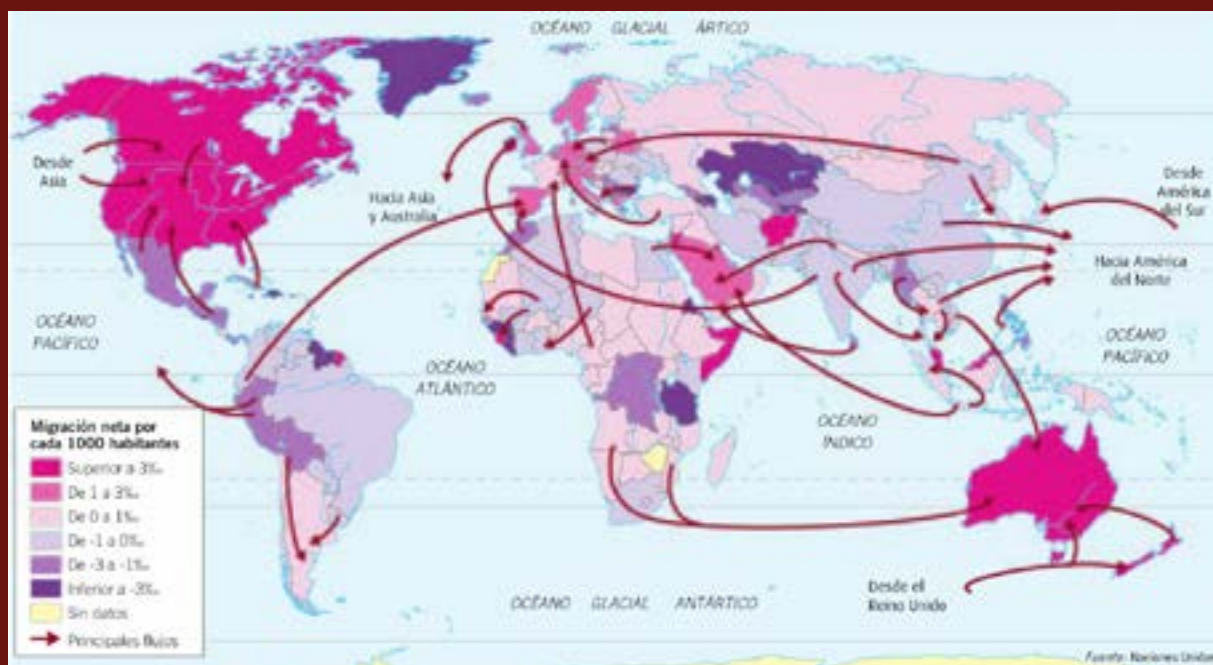 OCÉANO GLACIAL ÁRTICO
Desde
Asia
Hacia Asia
y Australia
Desde
América
del Sur
Hacia América
del Norte
OCÉANO
PACÍFICO
OCÉANO
ATLÁNTICO
OCÉANO
PACÍFICO
OCÉANO
ÍNDICO
Migración neta por
cada 1000 habitantes
Superior a 3‰
De 1 a 3‰
De 0 a 1‰
De -1 a 0‰
De -3 a -1‰
Inferior a -3‰
Sin datos
Principales flujos
Desde el
Reino Unido
OCÉANO GLACIAL ANTÁRTICO
Fuente: Naciones Unidas